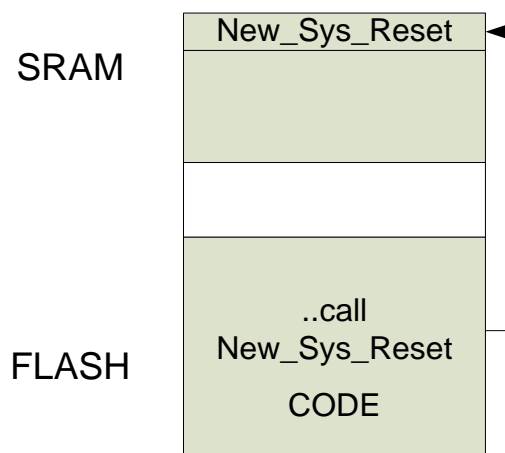 New_Sys_Reset
SRAM
..call
New_Sys_Reset
FLASH
CODE